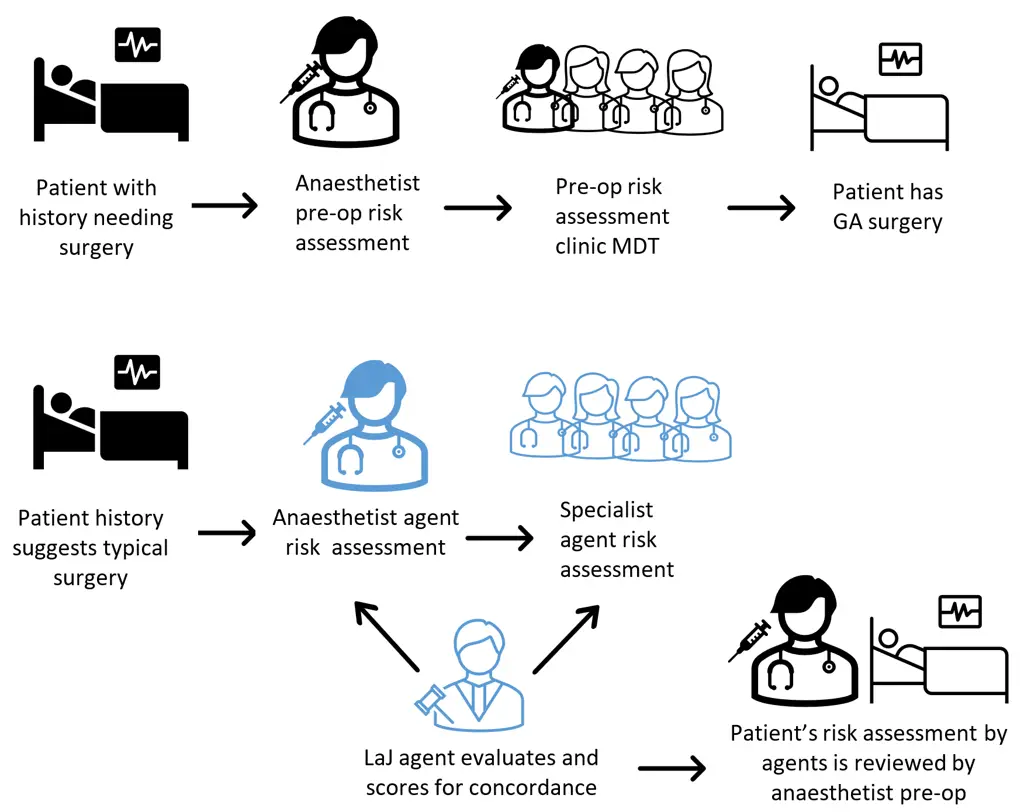 Patient with
history needing
surgery
Anaesthetist
pre-op risk
assessment
Pre-op risk
assessment
clinic MDT
Patient has
GA surgery
Patient history
suggests typical
surgery
Anaesthetist agent
risk assessment
Specialist
agent risk
assessment
LaJ agent evaluates and
scores for concordance
Patient’s risk assessment by
agents is reviewed by
anaesthetist pre-op